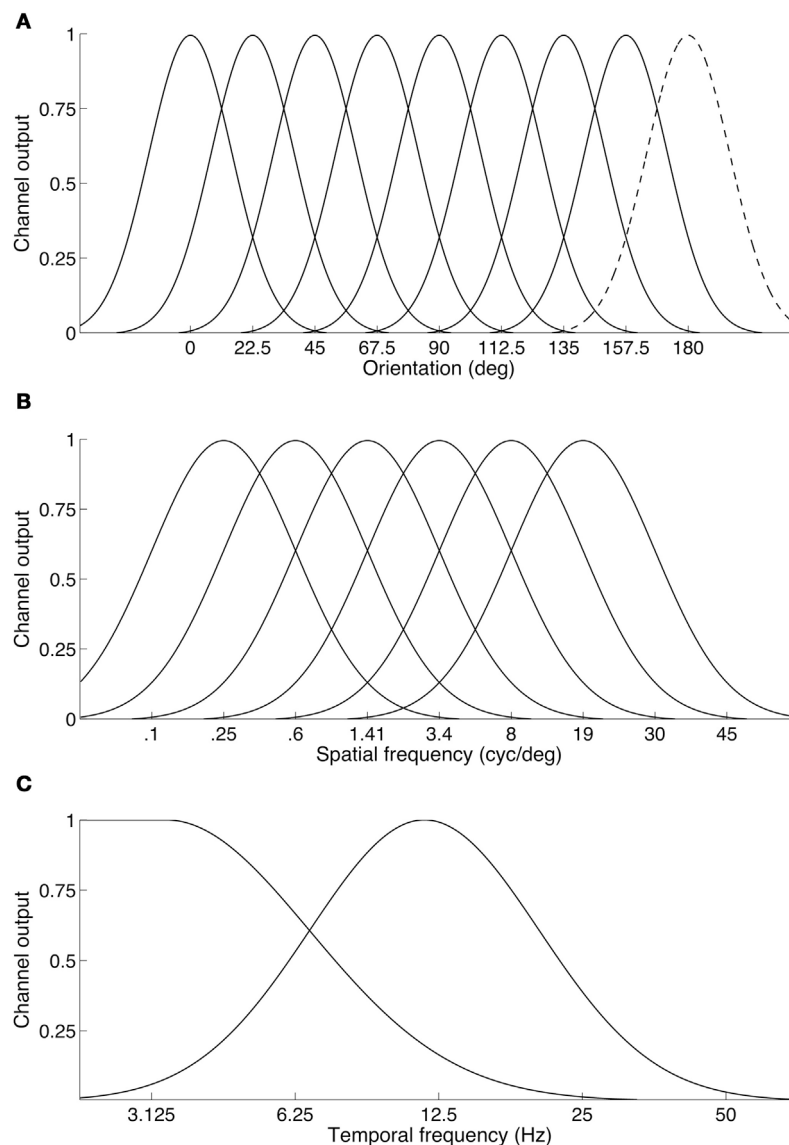 A
1
0.75
0.5
0.25
0
Channel output
0 22.5 45 67.5 90 112.5 135 157.5 180
Orientation (deg)
B
1
0.75
0.5
0.25
0
Channel output
.1 .25 .6 1.41 3.4 8 19 30 45
Spatial frequency (cyc/deg)
C
1
0.75
0.5
0.25
Channel output
3.125 6.25 12.5 25 50
Temporal frequency (Hz)